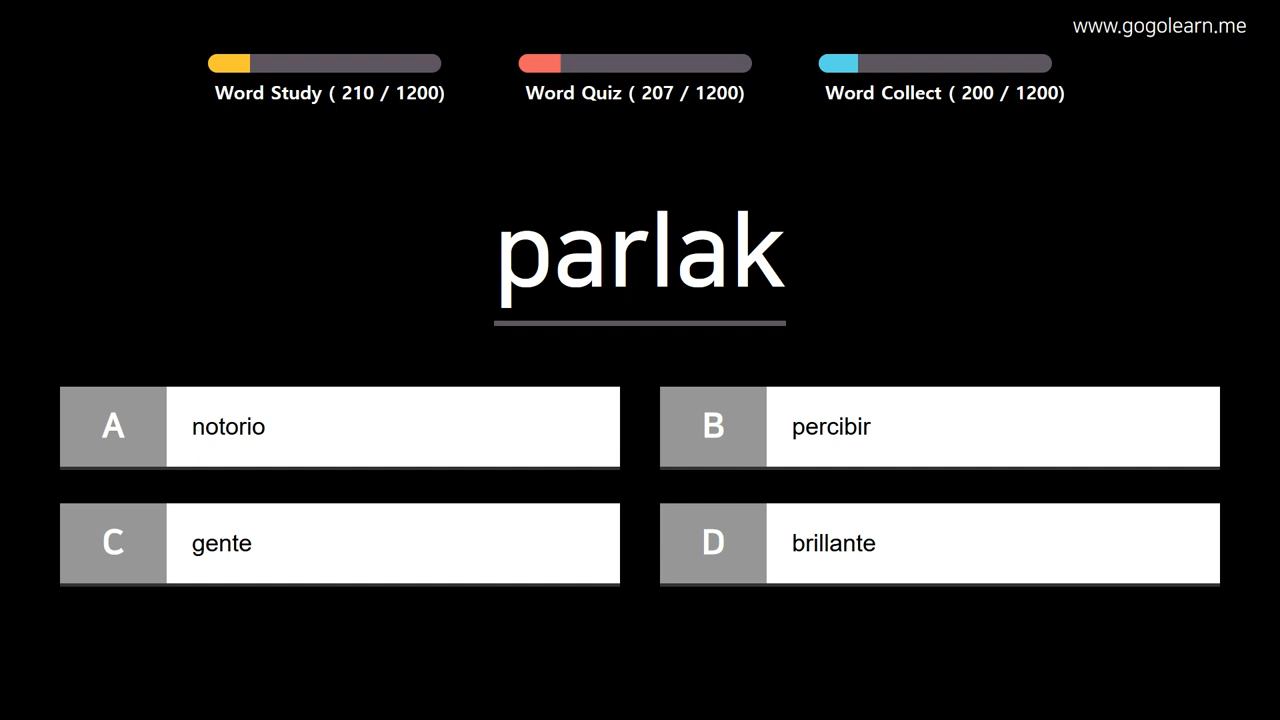 www.gogolearn.me
Word Study ( 210 / 1200)
Word Quiz ( 207 / 1200)
Word Collect ( 200 / 1200)
parlak
A notorio
B percibir
C gente
D brillante